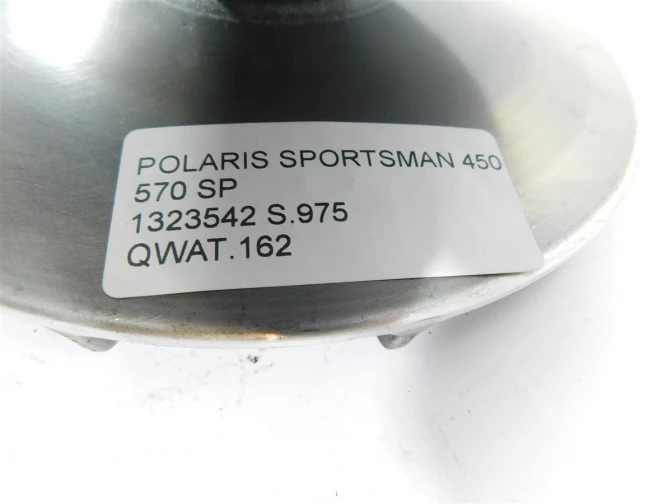 POLARIS SPORTSMAN 450
570 SP
1323542 S.975
QWAT.162